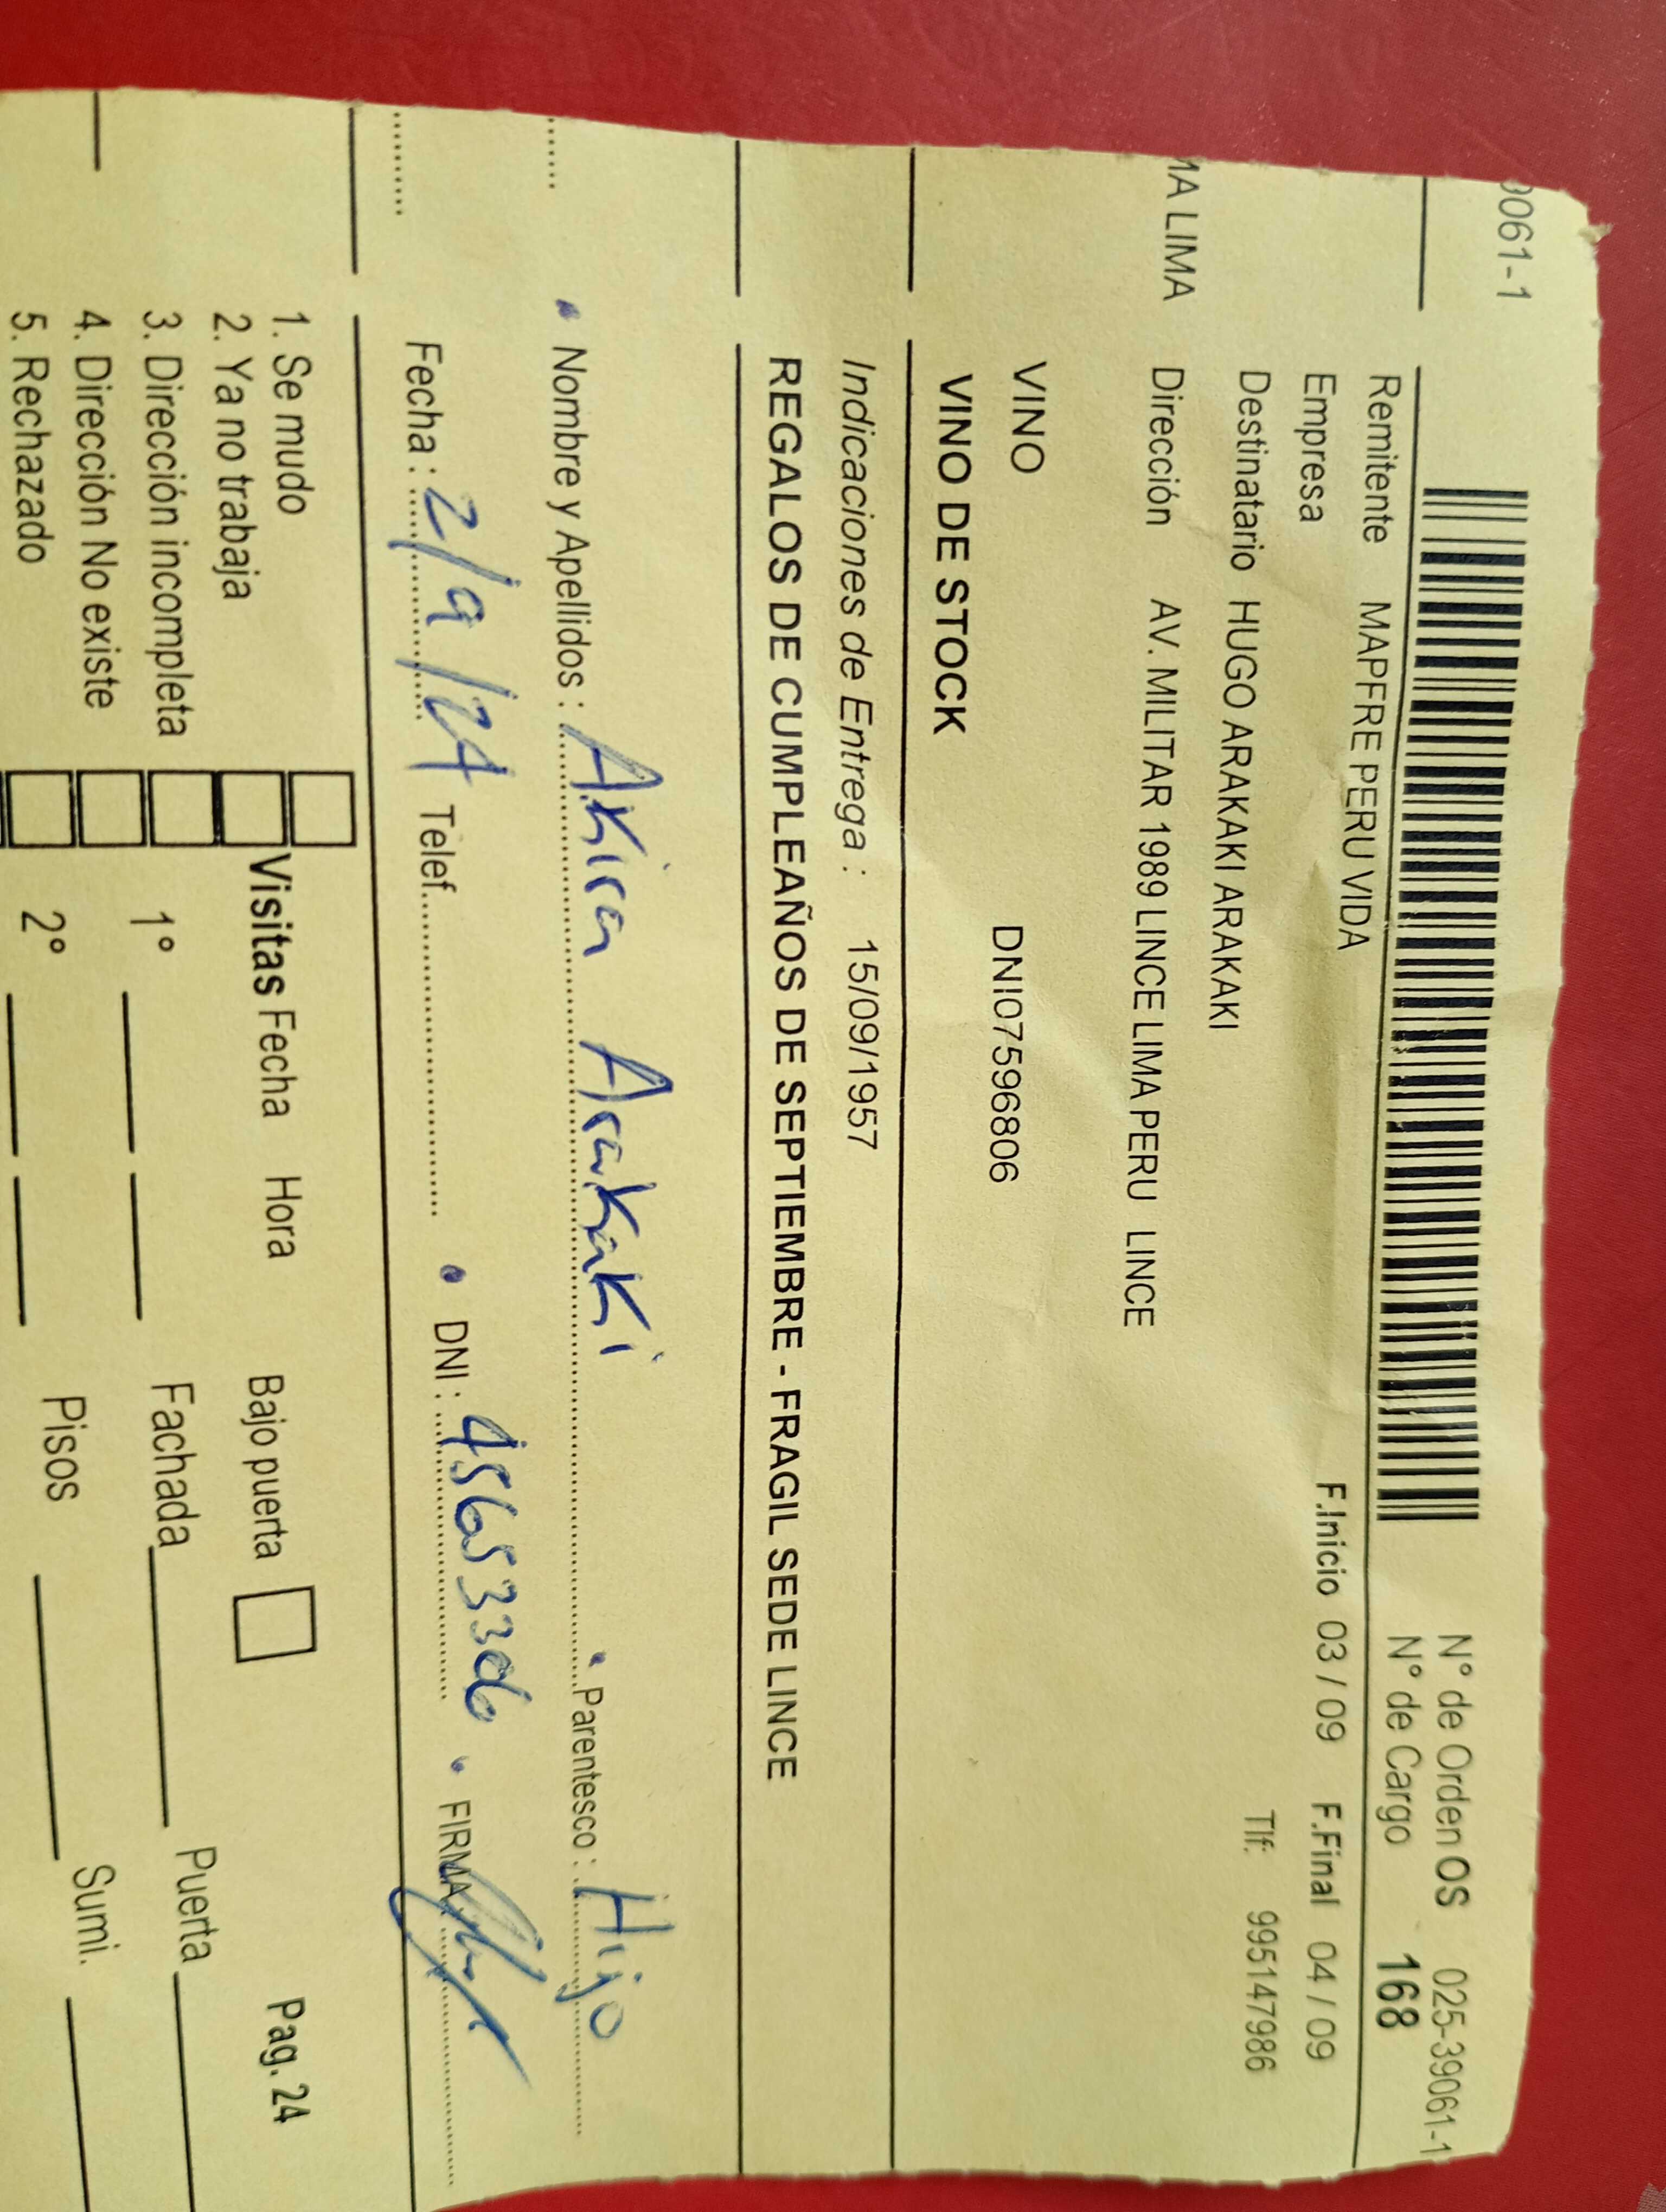 9061-1
N° de Orden OS 025-39061-1
N° de Cargo 168
Remitente MAPFRE PERU VIDA
Empresa F.Inicio 03 / 09 F.Final 04 / 09
Destinatario HUGO ARAKAKI ARAKAKI Tlf: 995147986
MA LIMA Dirección AV. MILITAR 1989 LINCE LIMA PERU LINCE
VINO DNI07596806
VINO DE STOCK
Indicaciones de Entrega : 15/09/1957
REGALOS DE CUMPLEAÑOS DE SEPTIEMBRE - FRAGIL SEDE LINCE
Nombre y Apellidos : Akira Arakaki Parentesco : Hijo
Fecha : 2/9/24 Telef. DNI : 45653306 FIRMA
1. Se mudo
2. Ya no trabaja Visitas Fecha Hora Bajo puerta Pag. 24
3. Dirección incompleta 1° Fachada Puerta
4. Dirección No existe
5. Rechazado 2° Pisos Sumi.